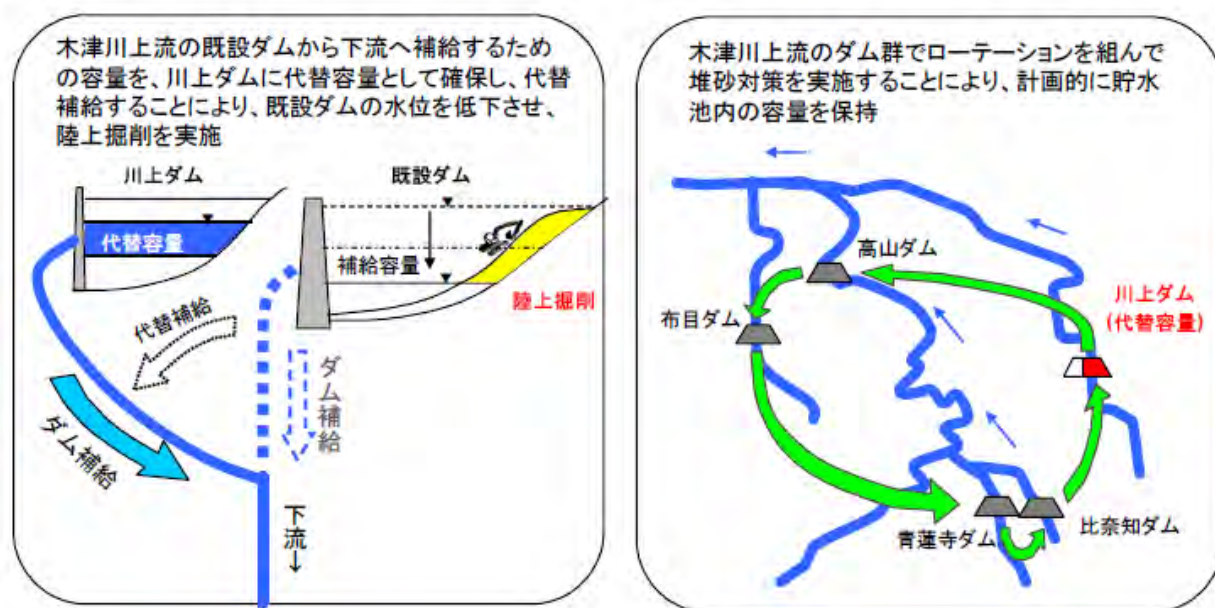 木津川上流の既設ダムから下流へ補給するため
の容量を、川上ダムに代替容量として確保し、代替
補給することにより、既設ダムの水位を低下させ、
陸上掘削を実施
川上ダム
既設ダム
代替容量
補給容量
陸上掘削
代替補給
ダム補給
ダム補給
下流↓
木津川上流のダム群でローテーションを組んで
堆砂対策を実施することにより、計画的に貯水
池内の容量を保持
高山ダム
川上ダム
(代替容量)
布目ダム
青蓮寺ダム
比奈知ダム